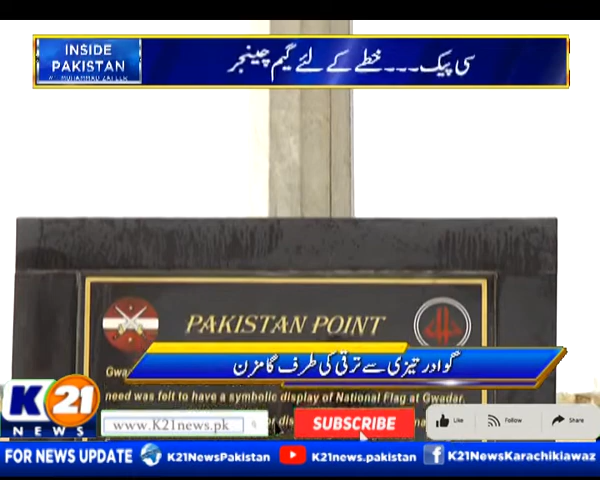 INSIDE
PAKISTAN
سی پیک۔۔۔ خطے کے لئے گیم چینجر
PAKISTAN POINT
گوادر تیزی سے ترقی کی طرف گامزن
need was felt to have a symbolic display of National Flag at Gwadar.
K21
NEWS
www.K21news.pk
SUBSCRIBE
Like
Follow
Share
FOR NEWS UPDATE
K21NewsPakistan
K21news.pakistan
K21NewsKarachikiawaz